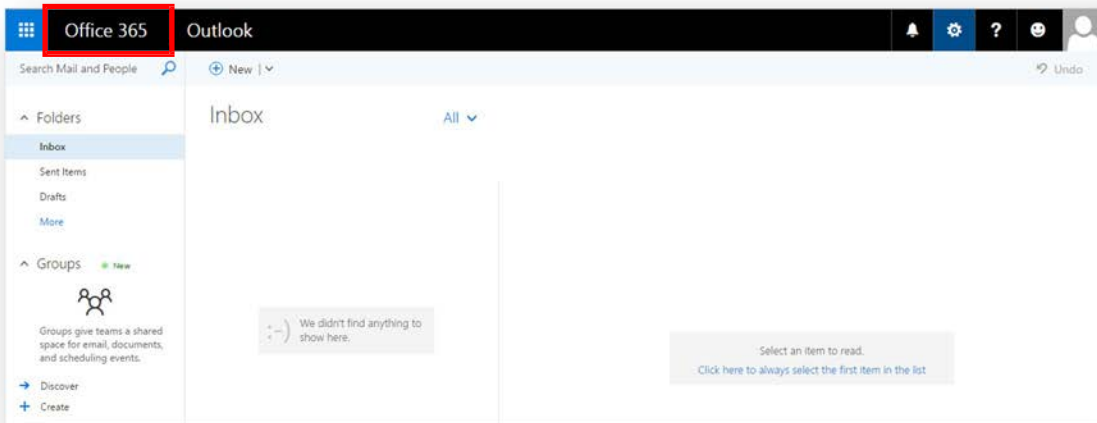 Office 365
Outlook
?
Search Mail and People
New
Undo
Folders
Inbox
Sent Items
Drafts
More
Groups
New
Groups give teams a shared
space for email, documents,
and scheduling events.
Discover
Create
Inbox
All
:-)
We didn't find anything to
show here.
Select an item to read.
Click here to always select the first item in the list